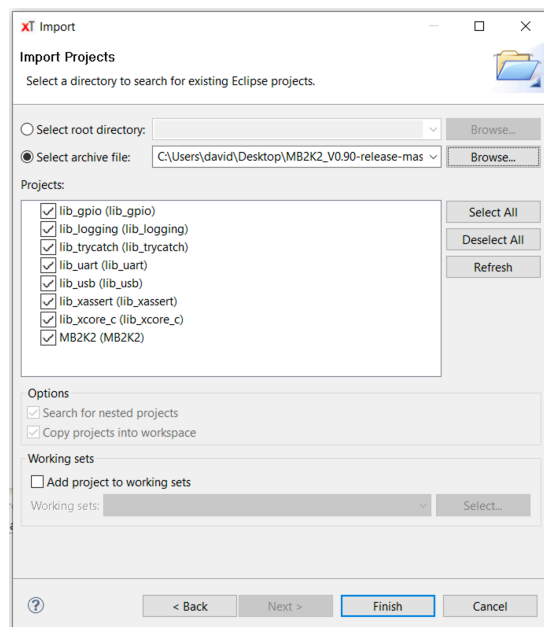 xT Import
Import Projects
Select a directory to search for existing Eclipse projects.
Select root directory:
Browse...
Select archive file:
C:\Users\david\Desktop\MB2K2_V0.90-release-mas
Browse...
Projects:
lib_gpio (lib_gpio)
lib_logging (lib_logging)
lib_trycatch (lib_trycatch)
lib_uart (lib_uart)
lib_usb (lib_usb)
lib_xassert (lib_xassert)
lib_xcore_c (lib_xcore_c)
MB2K2 (MB2K2)
Select All
Deselect All
Refresh
Options
Search for nested projects
Copy projects into workspace
Working sets
Add project to working sets
Working sets:
Select...
?
< Back
Next >
Finish
Cancel